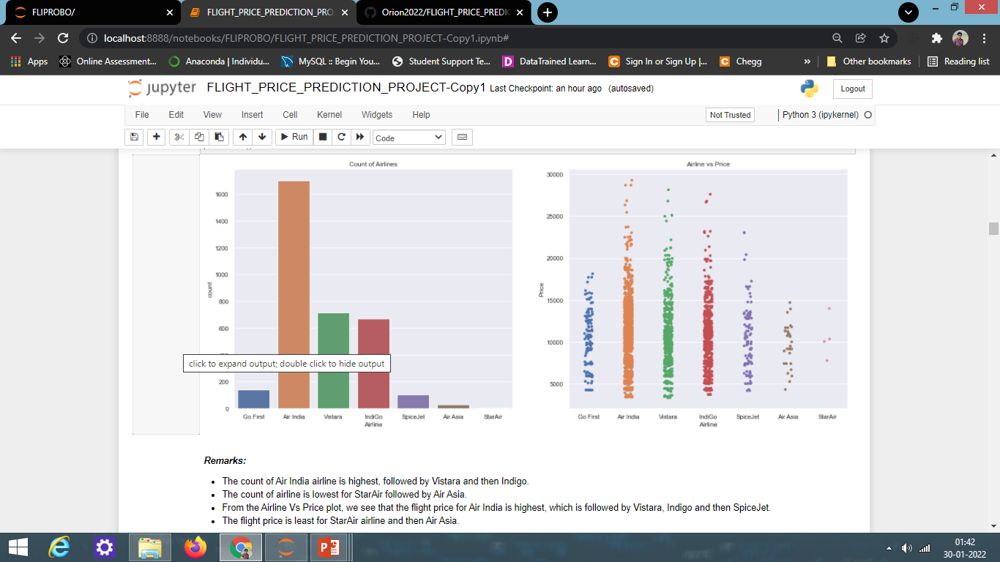 FLIPROBO/
FLIGHT_PRICE_PREDICTION_PRO
Orion2022/FLIGHT_PRICE_PREDIC
localhost:8888/notebooks/FLIPROBO/FLIGHT_PRICE_PREDICTION_PROJECT-Copy1.ipynb#
Apps Online Assessment... Anaconda | Individu... MySQL :: Begin You... Student Support Te... DataTrained Learn... Sign In or Sign Up |... Chegg » Other bookmarks Reading list
jupyter FLIGHT_PRICE_PREDICTION_PROJECT-Copy1 Last Checkpoint: an hour ago (autosaved) Logout
File Edit View Insert Cell Kernel Widgets Help Not Trusted Python 3 (ipykernel)
Run Code
Count of Airlines
1600
1400
1200
1000
800
600
200
0
count
Go First Air India Vistara IndiGo SpiceJet Air Asia StarAir
Airline
click to expand output; double click to hide output
Airline vs Price
30000
25000
20000
15000
10000
5000
Price
Go First Air India Vistara IndiGo SpiceJet Air Asia StarAir
Airline
Remarks:
• The count of Air India airline is highest, followed by Vistara and then Indigo.
• The count of airline is lowest for StarAir followed by Air Asia.
• From the Airline Vs Price plot, we see that the flight price for Air India is highest, which is followed by Vistara, Indigo and then SpiceJet.
• The flight price is least for StarAir airline and then Air Asia.
01:42
30-01-2022